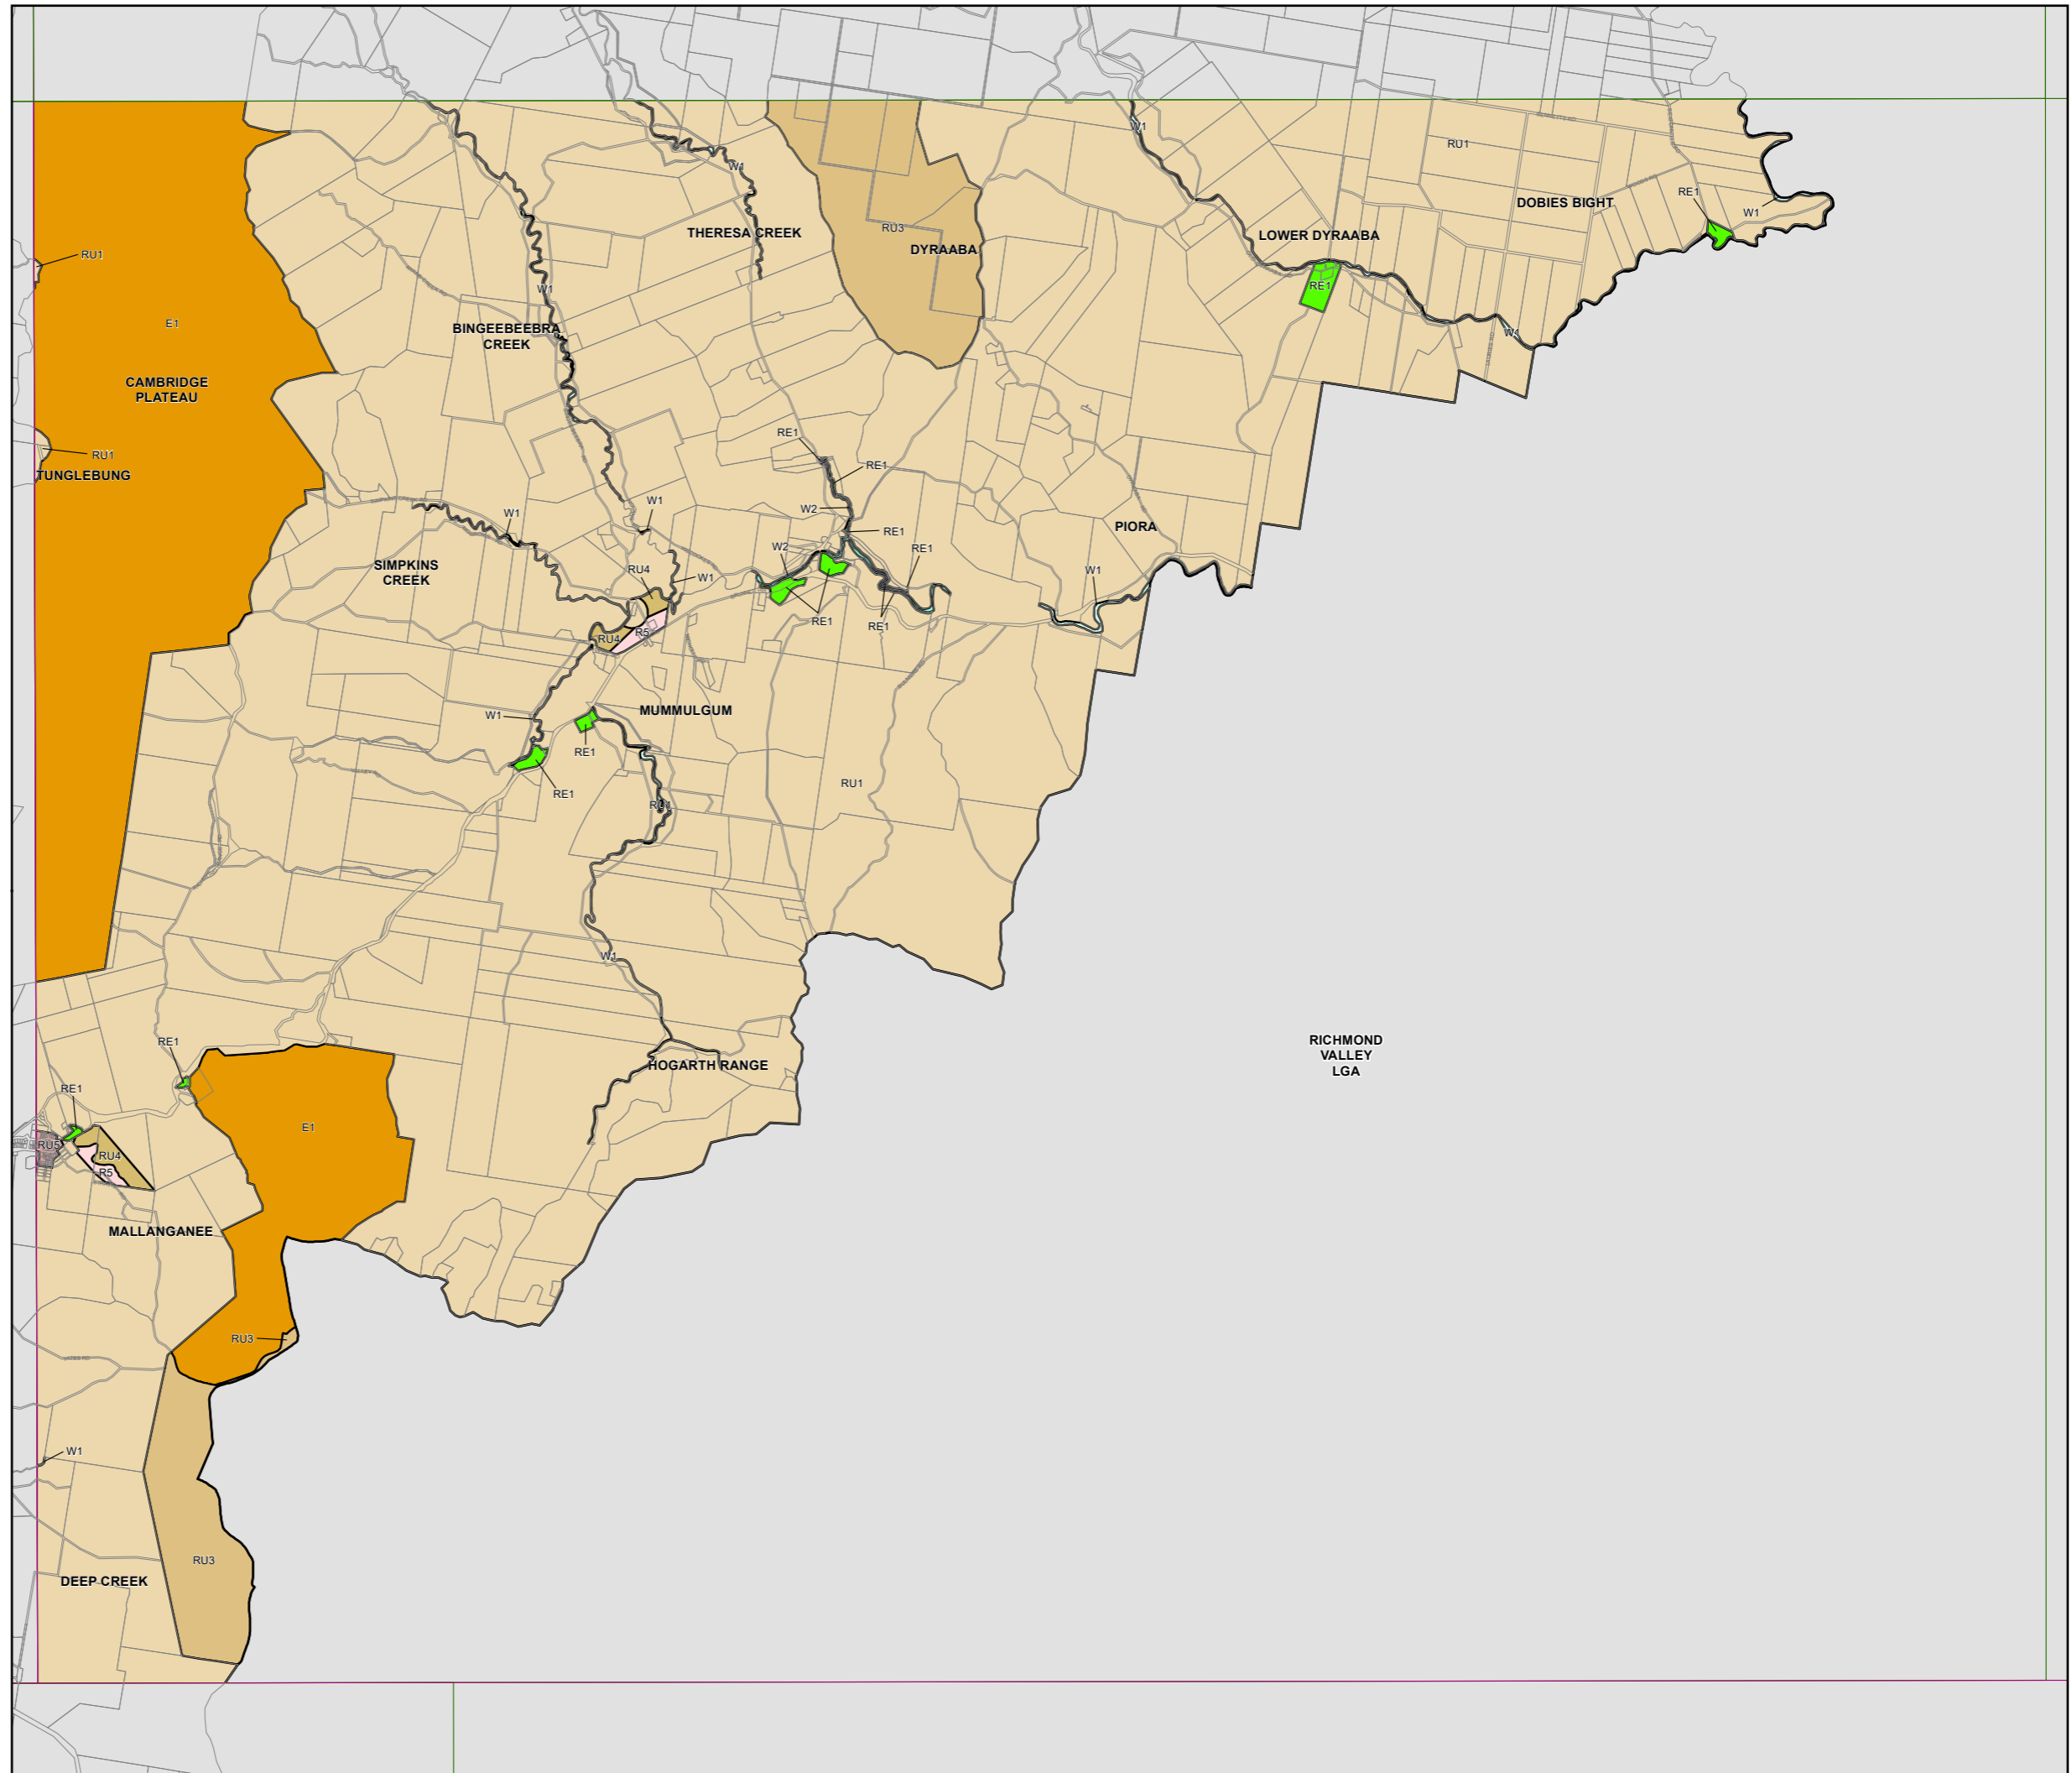 W1
RU1
RE1
DOBIES BIGHT
W1
W1
THERESA CREEK
RU3
DYRAABA
LOWER DYRAABA
RU1
W1
RE1
E1
BINGEEBEEBRA
CREEK
W1
CAMBRIDGE
PLATEAU
RE1
RU1
TUNGLEBUNG
RE1
W1
W1
W2
PIORA
RE1
W2
RE1
SIMPKINS
CREEK
RU4
W1
W1
RE1
RE1
R5
RU4
MUMMULGUM
W1
RE1
RU1
RE1
W1
RE1
HOGARTH RANGE
RICHMOND
VALLEY
LGA
RE1
E1
RU5
RU4
R5
MALLANGANEE
RU3
W1
RU3
DEEP CREEK